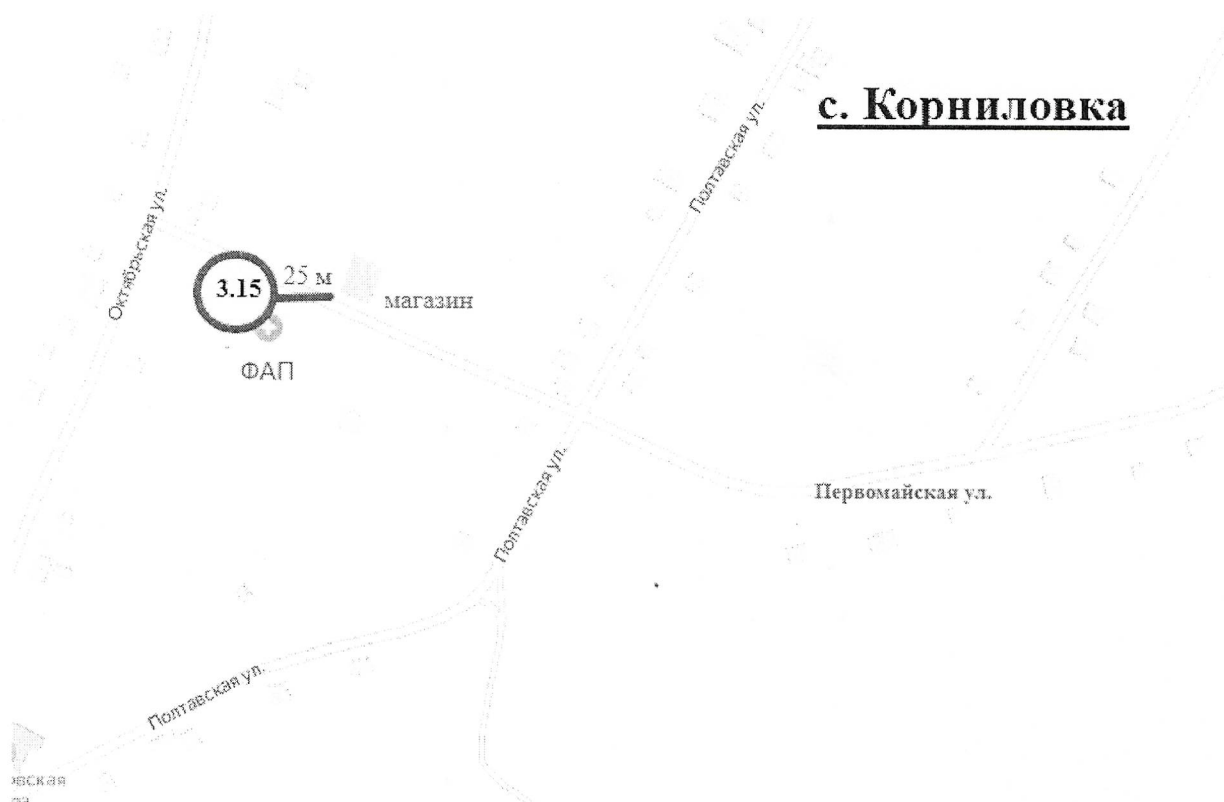 с. Корниловка
Полтавская ул.
Октябрьская ул.
3.15
25 м
магазин
ФАП
Полтавская ул.
Первомайская ул.
Полтавская ул.